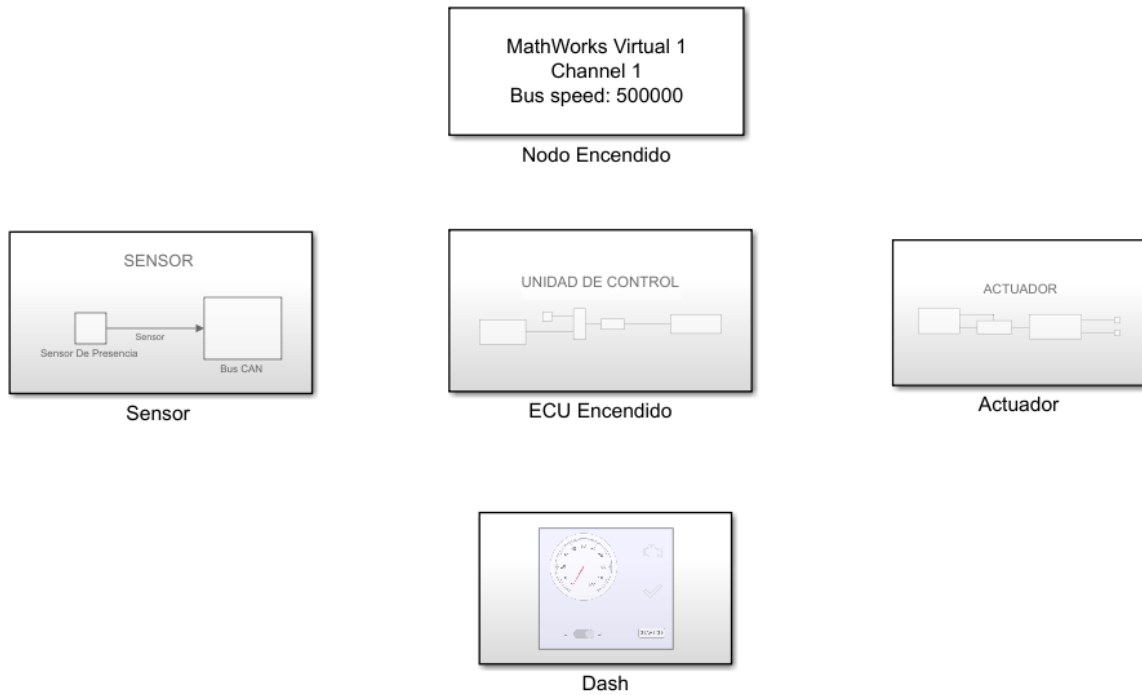 MathWorks Virtual 1
Channel 1
Bus speed: 500000
Nodo Encendido
SENSOR
Sensor
Sensor De Presencia
Bus CAN
Sensor
UNIDAD DE CONTROL
ECU Encendido
ACTUADOR
Actuador
Dash